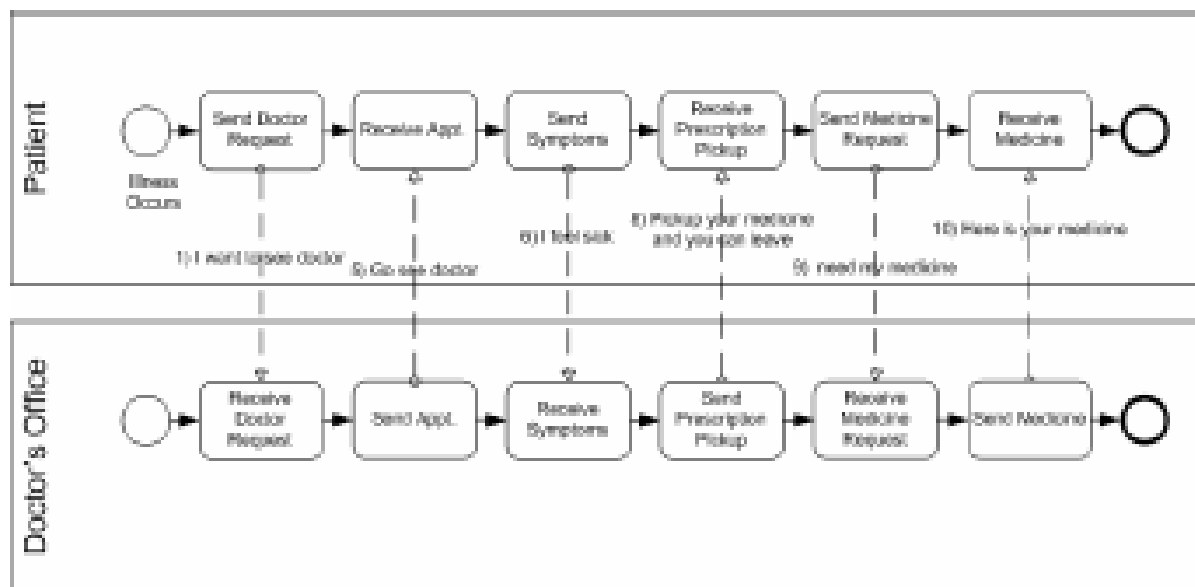 Patient
Send Doctor
Request
Receive Appt.
Send
Symptoms
Receive
Prescription
Pickup
Send Medicine
Request
Receive
Medicine
Illness
Occurs
1) I want to see doctor
5) Go see doctor
6) I feel sick
8) Pickup your medicine
and you can leave
9) need my medicine
10) Here is your medicine
Doctor's Office
Receive
Doctor
Request
Send Appt.
Receive
Symptoms
Send
Prescription
Pickup
Receive
Medicine
Request
Send Medicine